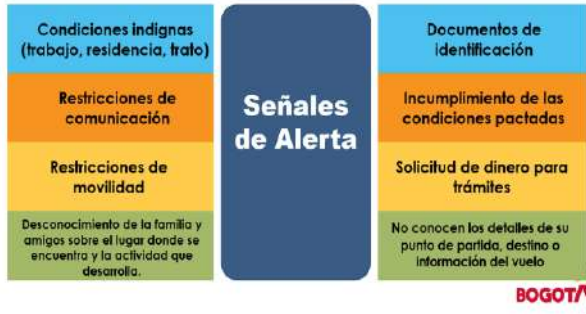 Condiciones indignas
(trabajo, residencia, trato)
Restricciones de
comunicación
Restricciones de
movilidad
Desconocimiento de la familia y
amigos sobre el lugar donde se
encuentra y la actividad que
desarrolla.
Señales
de Alerta
Documentos de
identificación
Incumplimiento de las
condiciones pactadas
Solicitud de dinero para
trámites
No conocen los detalles de su
punto de partida, destino o
información del vuelo
BOGOTÁ